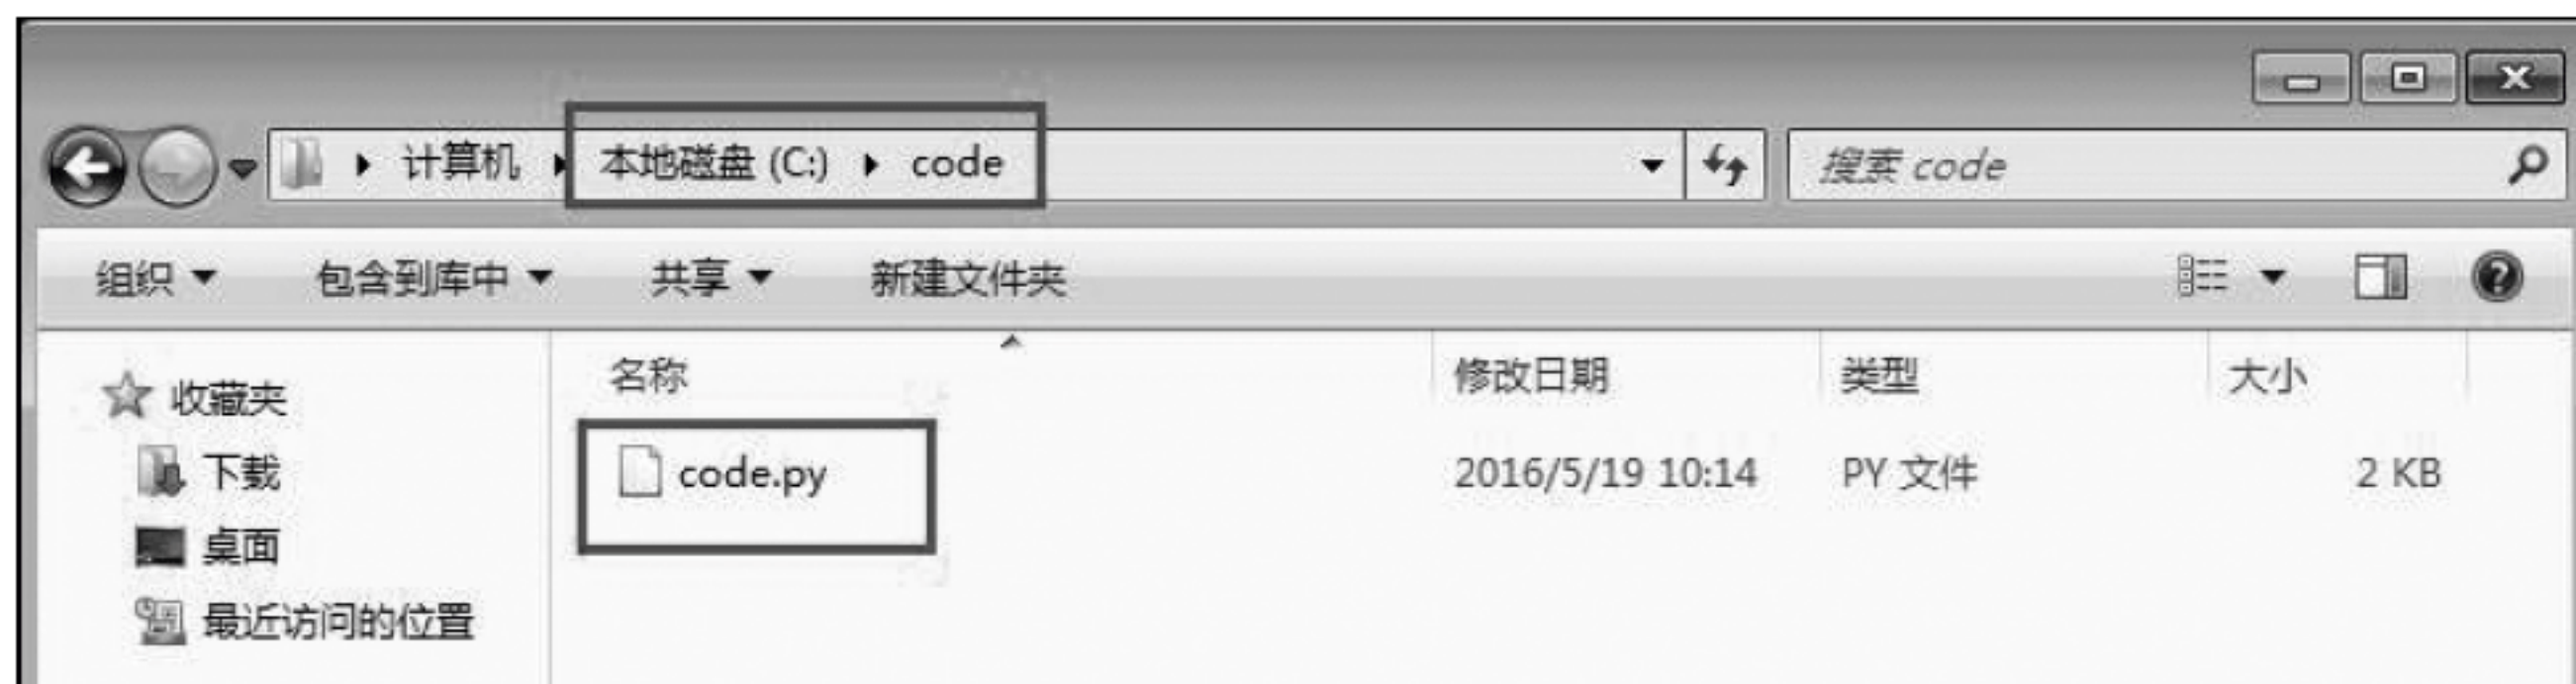 计算机 本地磁盘 (C:) code 搜索 code
组织 包含到库中 共享 新建文件夹
名称 修改日期 类型 大小
收藏夹
code.py 2016/5/19 10:14 PY 文件 2 KB
下载
桌面
最近访问的位置